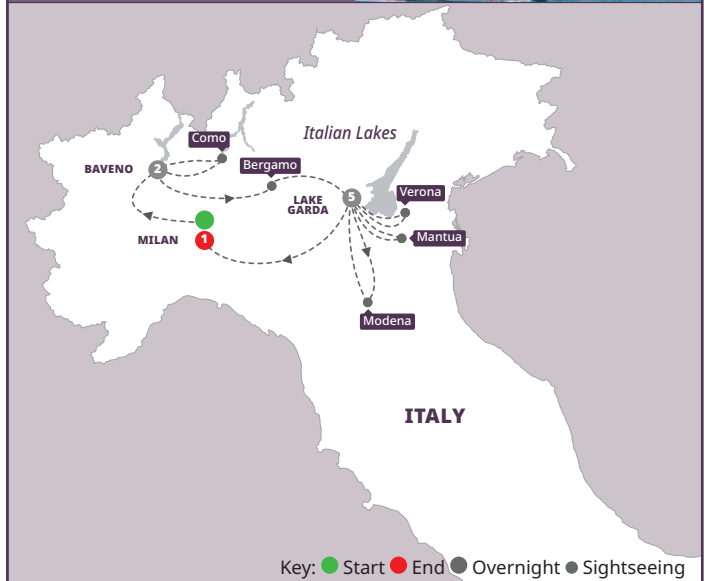 Italian Lakes
Como
BAVENO
2
Bergamo
LAKE
GARDA
5
Verona
Mantua
MILAN
1
Modena
ITALY
Key: Start End Overnight Sightseeing